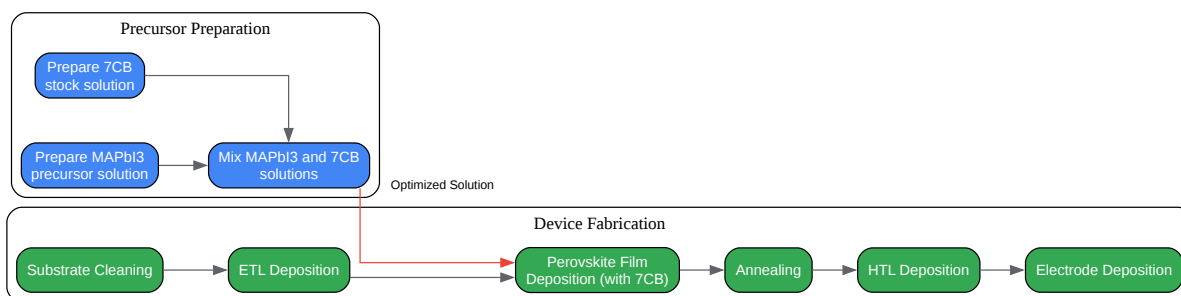 Precursor Preparation
Prepare 7CB
stock solution
Prepare MAPbI3
precursor solution
Mix MAPbI3 and 7CB
solutions
Optimized Solution
Device Fabrication
Substrate Cleaning
ETL Deposition
Perovskite Film
Deposition (with 7CB)
Annealing
HTL Deposition
Electrode Deposition